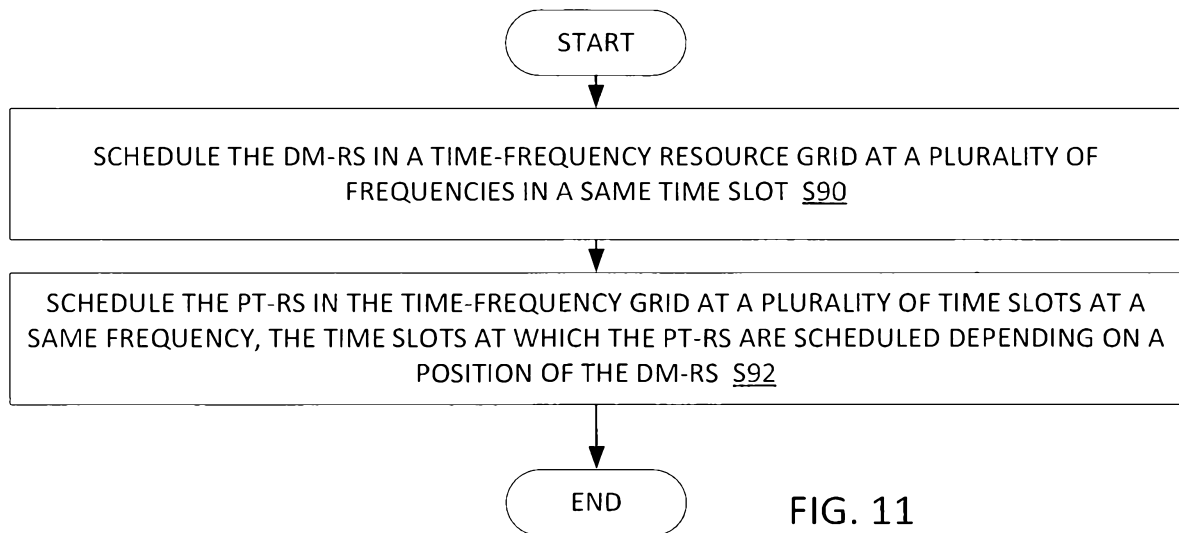 START
SCHEDULE THE DM-RS IN A TIME-FREQUENCY RESOURCE GRID AT A PLURALITY OF
FREQUENCIES IN A SAME TIME SLOT S90
SCHEDULE THE PT-RS IN THE TIME-FREQUENCY GRID AT A PLURALITY OF TIME SLOTS AT A
SAME FREQUENCY, THE TIME SLOTS AT WHICH THE PT-RS ARE SCHEDULED DEPENDING ON A
POSITION OF THE DM-RS S92
END
FIG. 11